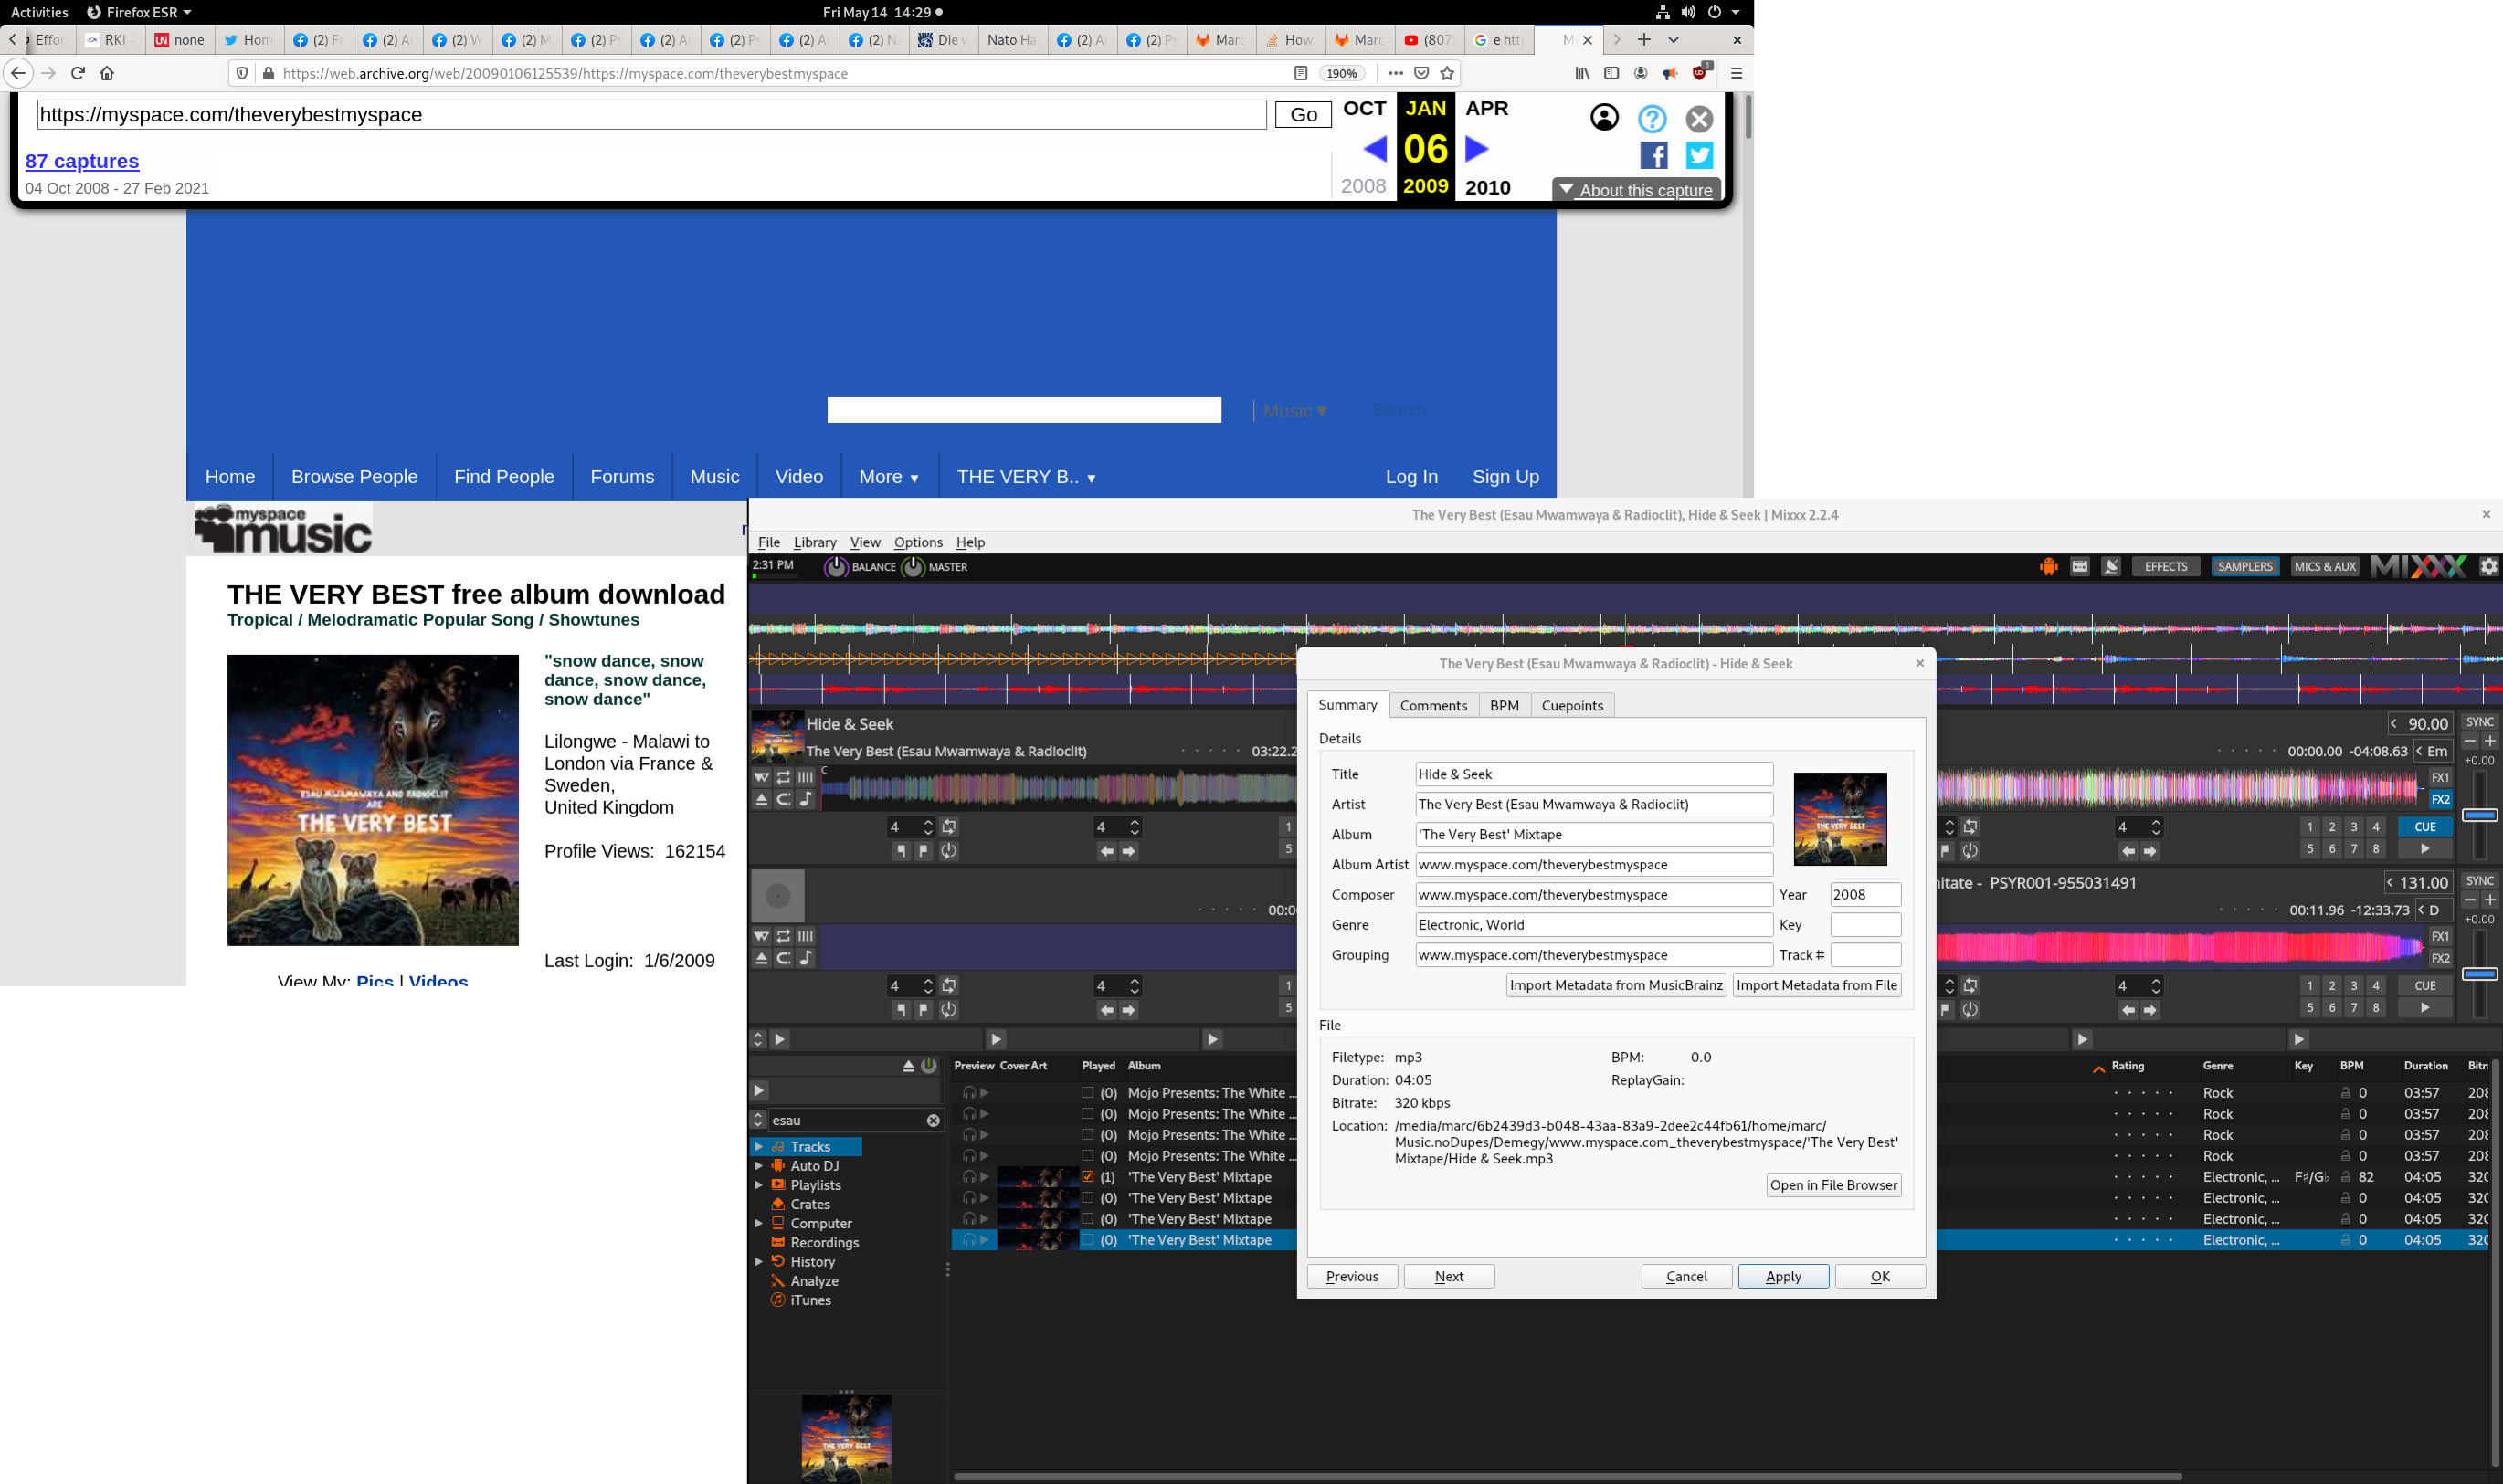 Activities Firefox ESR Fri May 14 14:29
Effor RKI - none Hom (2) Fr (2) A (2) W (2) M (2) Ps (2) A (2) Ps (2) A (2) N Die v Nato Ha (2) A (2) Ps Marc How Marc (807 e htt M
https://web.archive.org/web/20090106125539/https://myspace.com/theverybestmyspace 190%
https://myspace.com/theverybestmyspace Go OCT JAN APR
87 captures 06
04 Oct 2008 - 27 Feb 2021 2008 2009 2010 About this capture
Music ▼ Search
Home Browse People Find People Forums Music Video More ▼ THE VERY B.. ▼ Log In Sign Up
myspace
music
THE VERY BEST free album download
Tropical / Melodramatic Popular Song / Showtunes
"snow dance, snow
dance, snow dance,
snow dance"
Lilongwe - Malawi to
London via France &
Sweden,
United Kingdom
Profile Views: 162154
Last Login: 1/6/2009
ESAU MWAMWAYA AND RADIOCLIT
ARE
THE VERY BEST
View My: Pics | Videos
The Very Best (Esau Mwamwaya & Radioclit), Hide & Seek | Mixxx 2.2.4
File Library View Options Help
2:31 PM BALANCE MASTER EFFECTS SAMPLERS MICS & AUX MIXXX
Hide & Seek
The Very Best (Esau Mwamwaya & Radioclit) 03:22.2
C
4 4 1
5
00:0
4 4 1
5
90.00 SYNC
00:00.00 -04:08.63 Em
+0.00
FX1
FX2
4 1 2 3 4 CUE
5 6 7 8
nitate - PSYR001-955031491 131.00 SYNC
00:11.96 -12:33.73 D
+0.00
FX1
FX2
4 1 2 3 4 CUE
5 6 7 8
The Very Best (Esau Mwamwaya & Radioclit) - Hide & Seek
Summary Comments BPM Cuepoints
Details
Title Hide & Seek
Artist The Very Best (Esau Mwamwaya & Radioclit)
Album 'The Very Best' Mixtape
Album Artist www.myspace.com/theverybestmyspace
Composer www.myspace.com/theverybestmyspace Year 2008
Genre Electronic, World Key
Grouping www.myspace.com/theverybestmyspace Track #
Import Metadata from MusicBrainz Import Metadata from File
File
Filetype: mp3 BPM: 0.0
Duration: 04:05 ReplayGain:
Bitrate: 320 kbps
Location: /media/marc/6b2439d3-b048-43aa-83a9-2dee2c44fb61/home/marc/
Music.noDupes/Demegy/www.myspace.com_theverybestmyspace/'The Very Best'
Mixtape/Hide & Seek.mp3
Open in File Browser
Previous Next Cancel Apply OK
esau
Tracks
Auto DJ
Playlists
Crates
Computer
Recordings
History
Analyze
iTunes
Preview Cover Art Played Album Rating Genre Key BPM Duration Bitr
(0) Mojo Presents: The White ... Rock 0 03:57 208
(0) Mojo Presents: The White ... Rock 0 03:57 208
(0) Mojo Presents: The White ... Rock 0 03:57 208
(0) Mojo Presents: The White ... Rock 0 03:57 208
(1) 'The Very Best' Mixtape Electronic, ... F♯/G♭ 82 04:05 320
(0) 'The Very Best' Mixtape Electronic, ... 0 04:05 320
(0) 'The Very Best' Mixtape Electronic, ... 0 04:05 320
(0) 'The Very Best' Mixtape Electronic, ... 0 04:05 320
THE VERY BEST